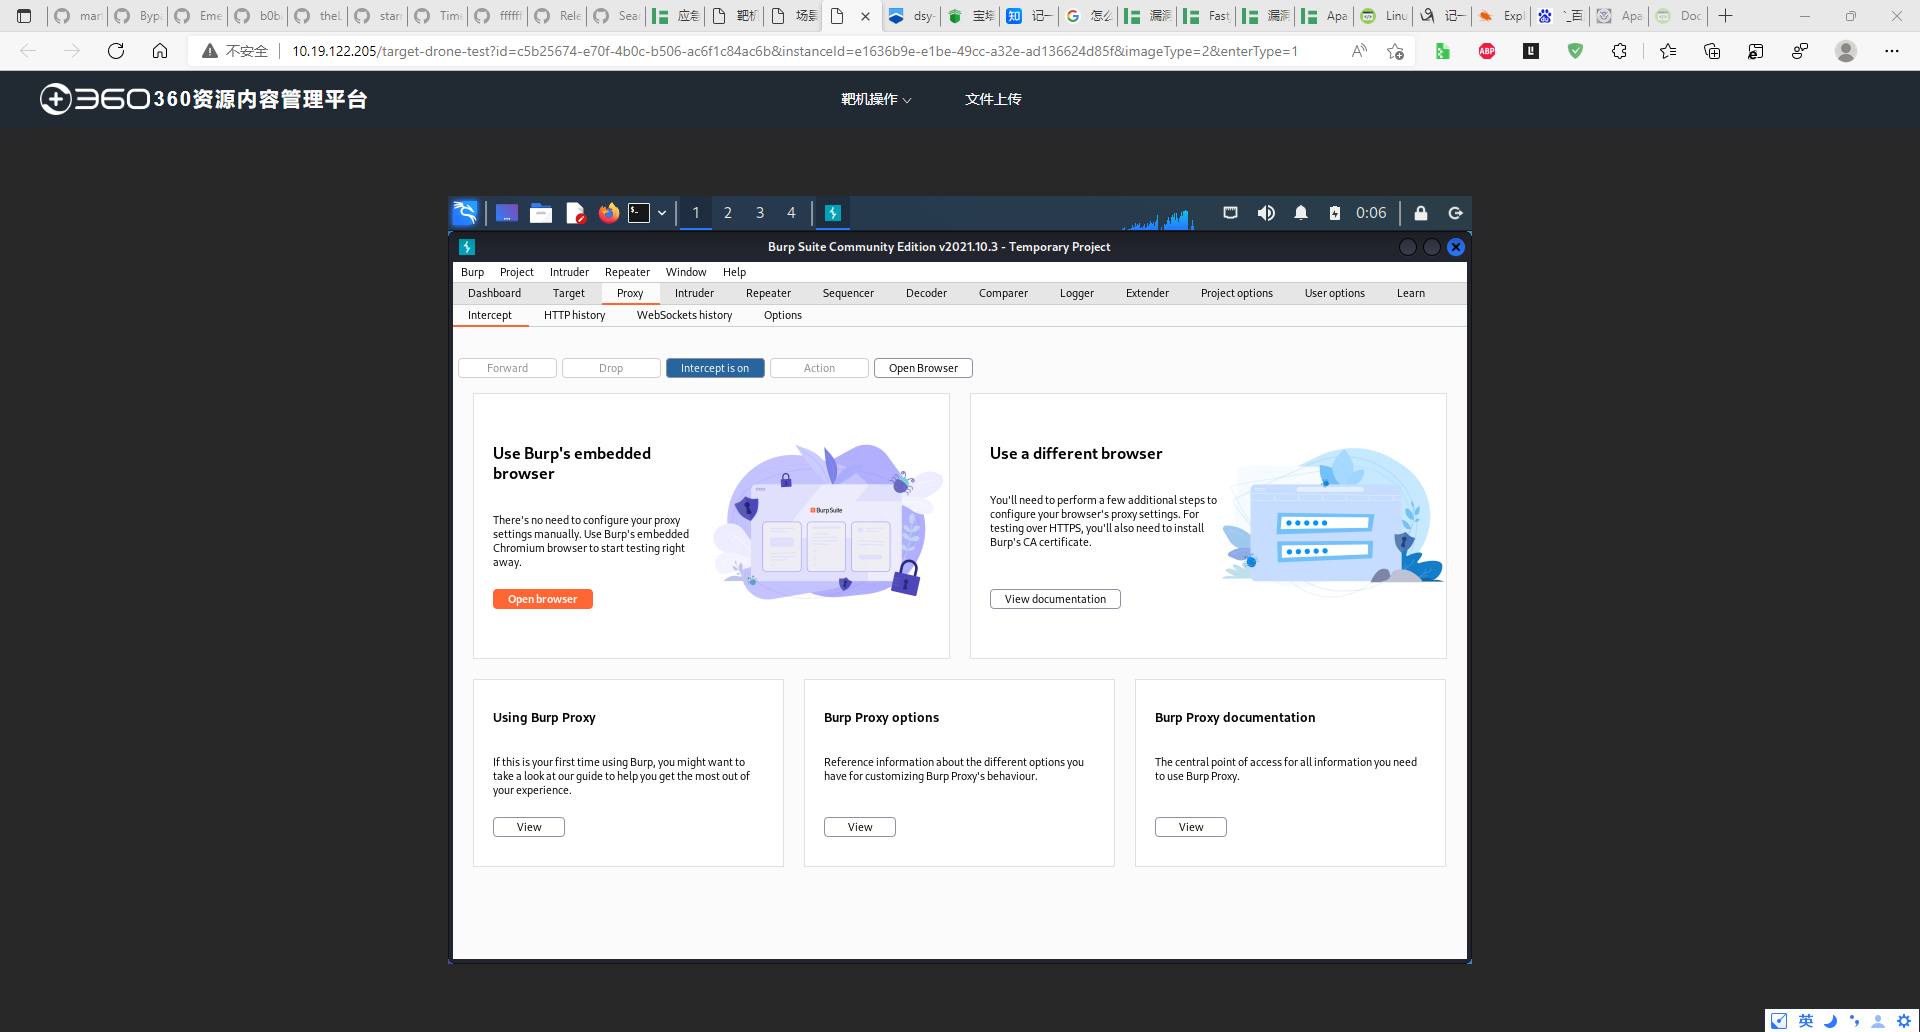 mar
Bypa
Eme
b0b
theL
starr
Tim
ffffff
Rele
Sear
应急
靶机
场景
dsy-
宝塔
知 记一
怎么
漏洞
Fast
漏洞
Apa
Linu
记一
Expl
`_百
Apa
Doc
不安全
10.19.122.205/target-drone-test?id=c5b25674-e70f-4b0c-b506-ac6f1c84ac6b&instanceId=e1636b9e-e1be-49cc-a32e-ad136624d85f&imageType=2&enterType=1
ABP
360 360资源内容管理平台
靶机操作
文件上传
1 2 3 4
0:06
Burp Suite Community Edition v2021.10.3 - Temporary Project
Burp Project Intruder Repeater Window Help
Dashboard Target Proxy Intruder Repeater Sequencer Decoder Comparer Logger Extender Project options User options Learn
Intercept HTTP history WebSockets history Options
Forward Drop Intercept is on Action Open Browser
Use Burp's embedded
browser
There's no need to configure your proxy
settings manually. Use Burp's embedded
Chromium browser to start testing right
away.
Open browser
Burp Suite
Use a different browser
You'll need to perform a few additional steps to
configure your browser's proxy settings. For
testing over HTTPS, you'll also need to install
Burp's CA certificate.
View documentation
Using Burp Proxy
If this is your first time using Burp, you might want to
take a look at our guide to help you get the most out of
your experience.
View
Burp Proxy options
Reference information about the different options you
have for customizing Burp Proxy's behaviour.
View
Burp Proxy documentation
The central point of access for all information you need
to use Burp Proxy.
View
英